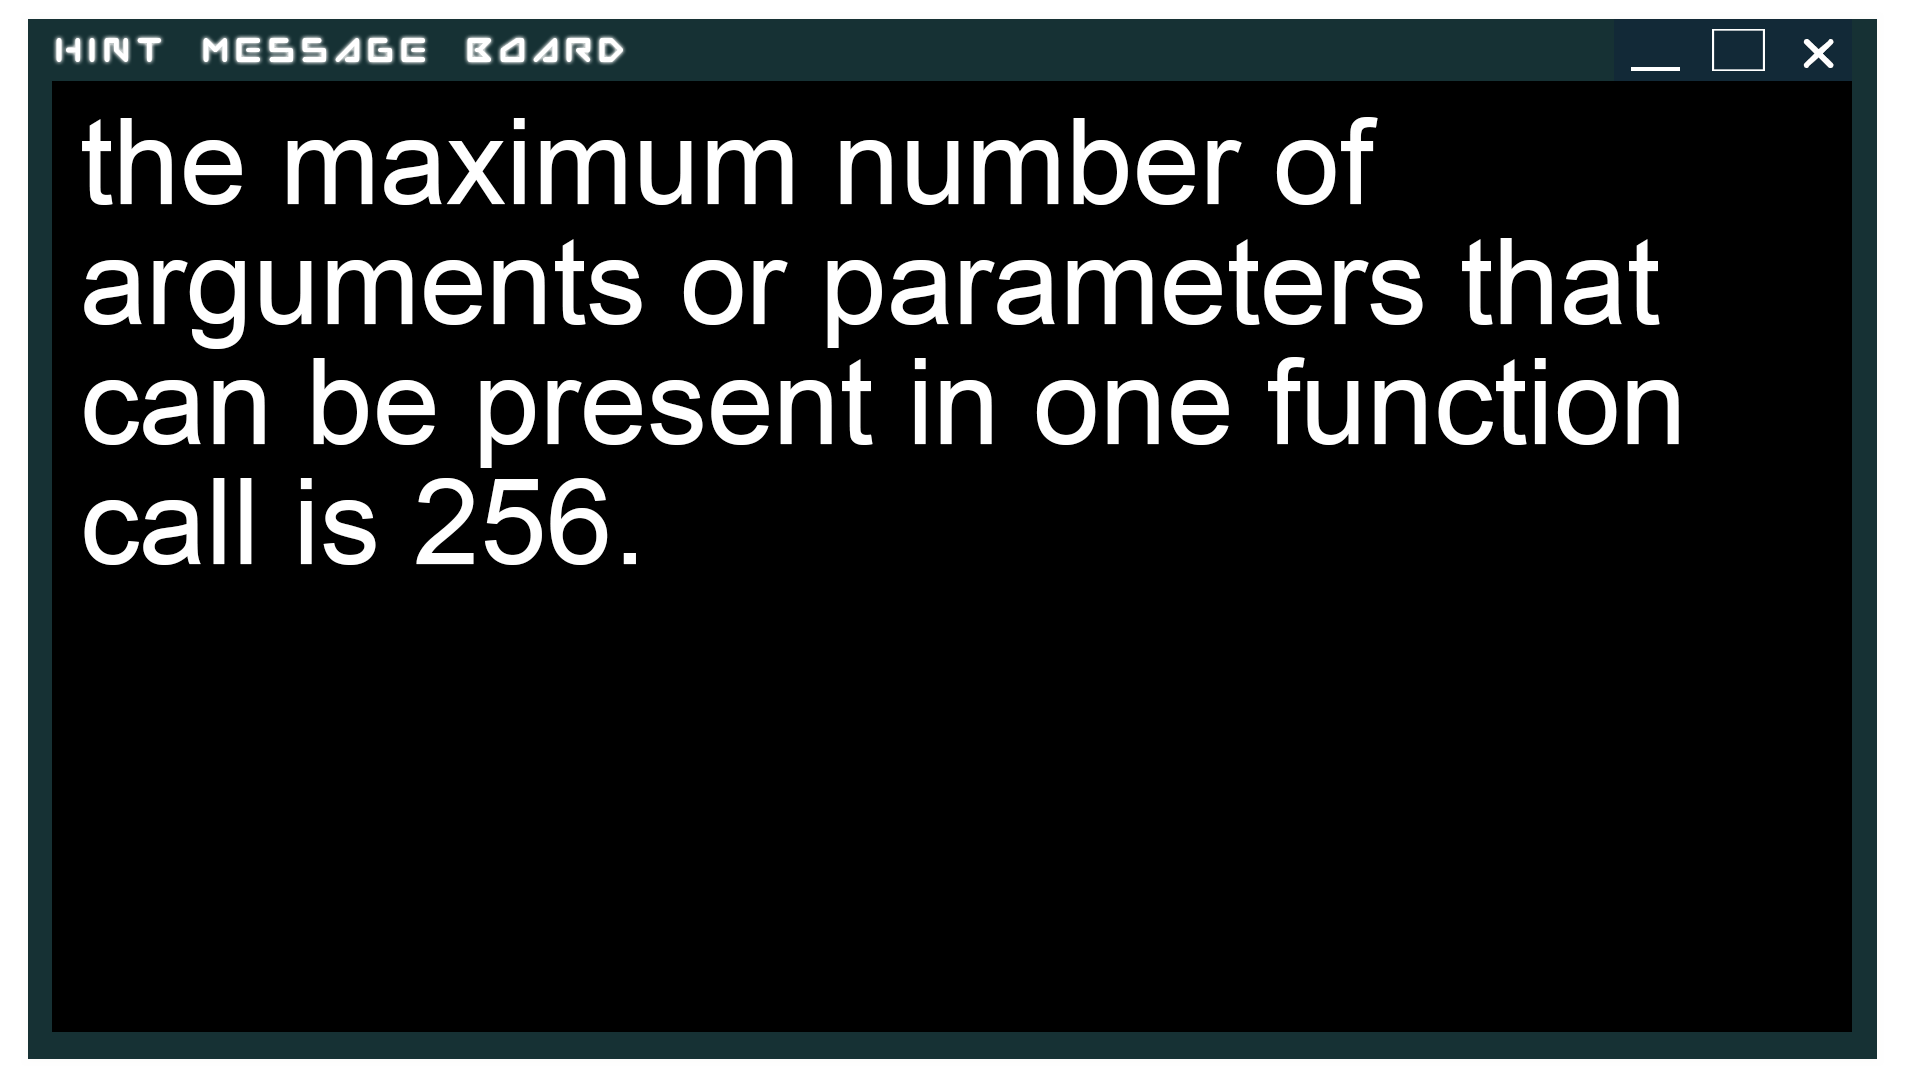 HINT MESSAGE BOARD
the maximum number of
arguments or parameters that
can be present in one function
call is 256.